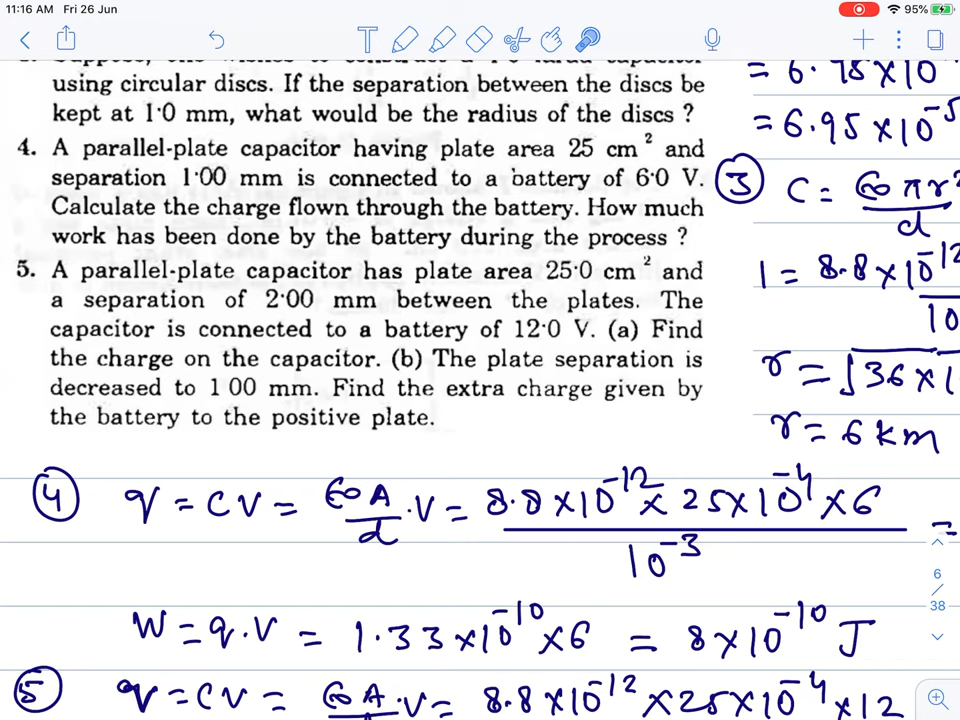 11:16 AM Fri 26 Jun
95%
using circular discs. If the separation between the discs be
kept at 1·0 mm, what would be the radius of the discs ?
4. A parallel-plate capacitor having plate area 25 cm² and
separation 1·00 mm is connected to a battery of 6·0 V.
Calculate the charge flown through the battery. How much
work has been done by the battery during the process ?
5. A parallel-plate capacitor has plate area 25·0 cm² and
a separation of 2·00 mm between the plates. The
capacitor is connected to a battery of 12·0 V. (a) Find
the charge on the capacitor. (b) The plate separation is
decreased to 1 00 mm. Find the extra charge given by
the battery to the positive plate.
= 6.95 × 10⁻⁵
③ C = ε₀ πr²/d
1 = 8.8 × 10⁻¹²/10
r = √36 × 1
r = 6 km
④ q = CV = ε₀A/d · V = 8.8 × 10⁻¹² × 25 × 10⁻⁴ × 6 / 10⁻³ =
W = q.V = 1.33 × 10⁻¹⁰ × 6 = 8 × 10⁻¹⁰ J
⑤ q = CV = ε₀A · V = 8.8 × 10⁻¹² × 25 × 10⁻⁴ × 12
6 / 38